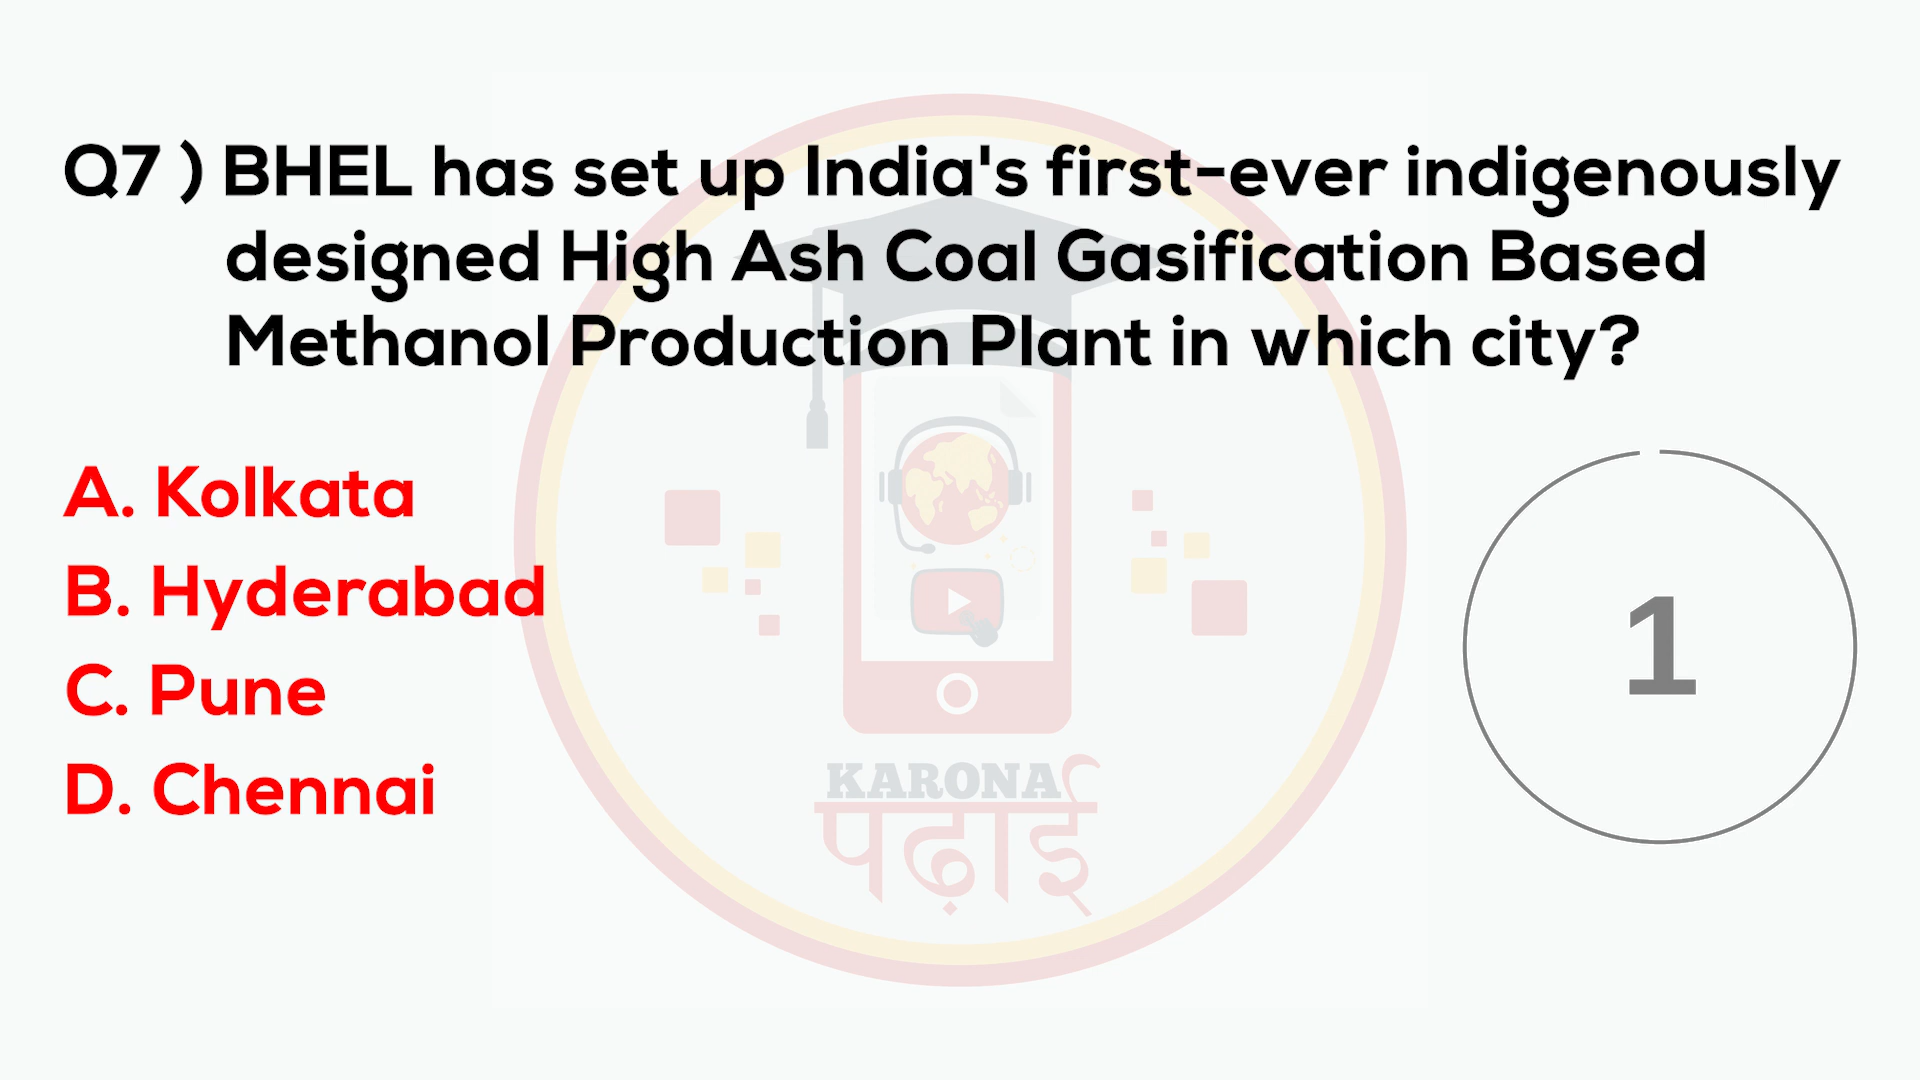 Q7 ) BHEL has set up India's first-ever indigenously
designed High Ash Coal Gasification Based
Methanol Production Plant in which city?
A. Kolkata
B. Hyderabad
C. Pune
D. Chennai
1
KARONA
पढ़ाई